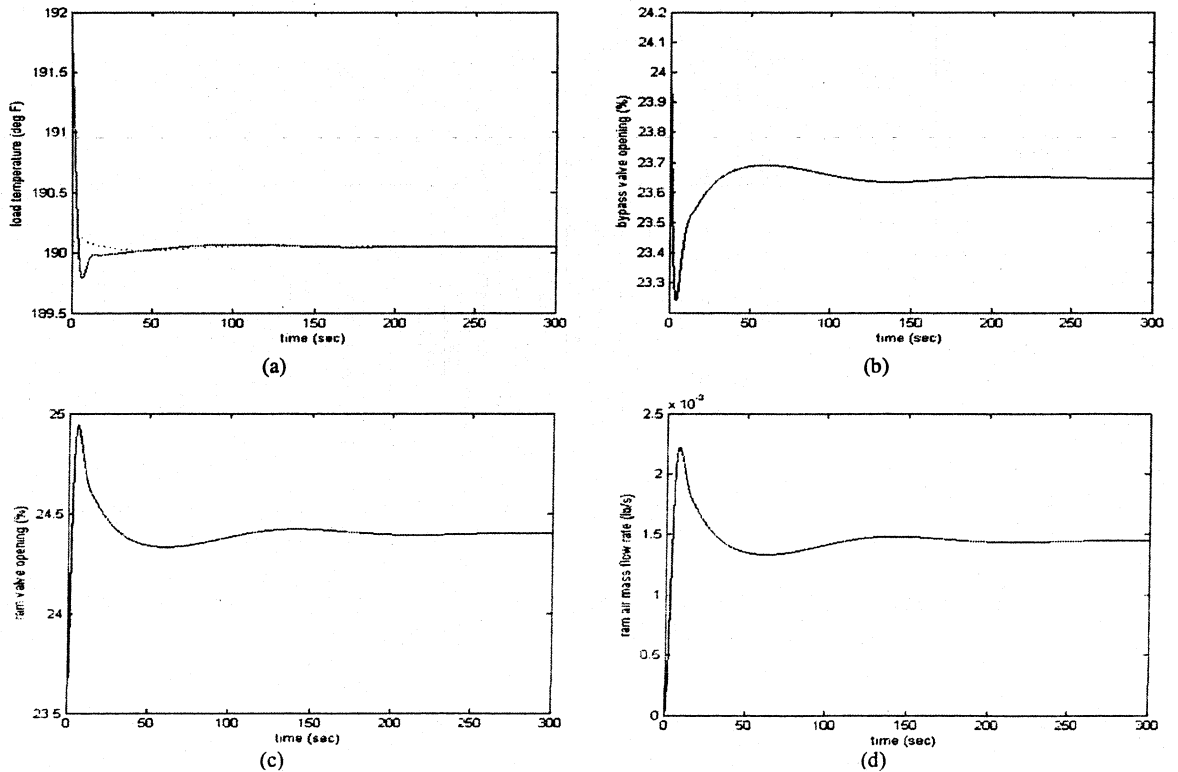 192
191.5
191
190.5
190
189.5
load temperature (deg F)
0 50 100 150 200 250 300
time (sec)
(a)
24.2
24.1
24
23.9
23.8
23.7
23.6
23.5
23.4
23.3
bypass valve opening (%)
0 50 100 150 200 250 300
time (sec)
(b)
25
24.5
24
23.5
ram valve opening (%)
0 50 100 150 200 250 300
time (sec)
(c)
x 10⁻³
2.5
2
1.5
1
0.5
0
ram air mass flow rate (lb/s)
0 50 100 150 200 250 300
time (sec)
(d)